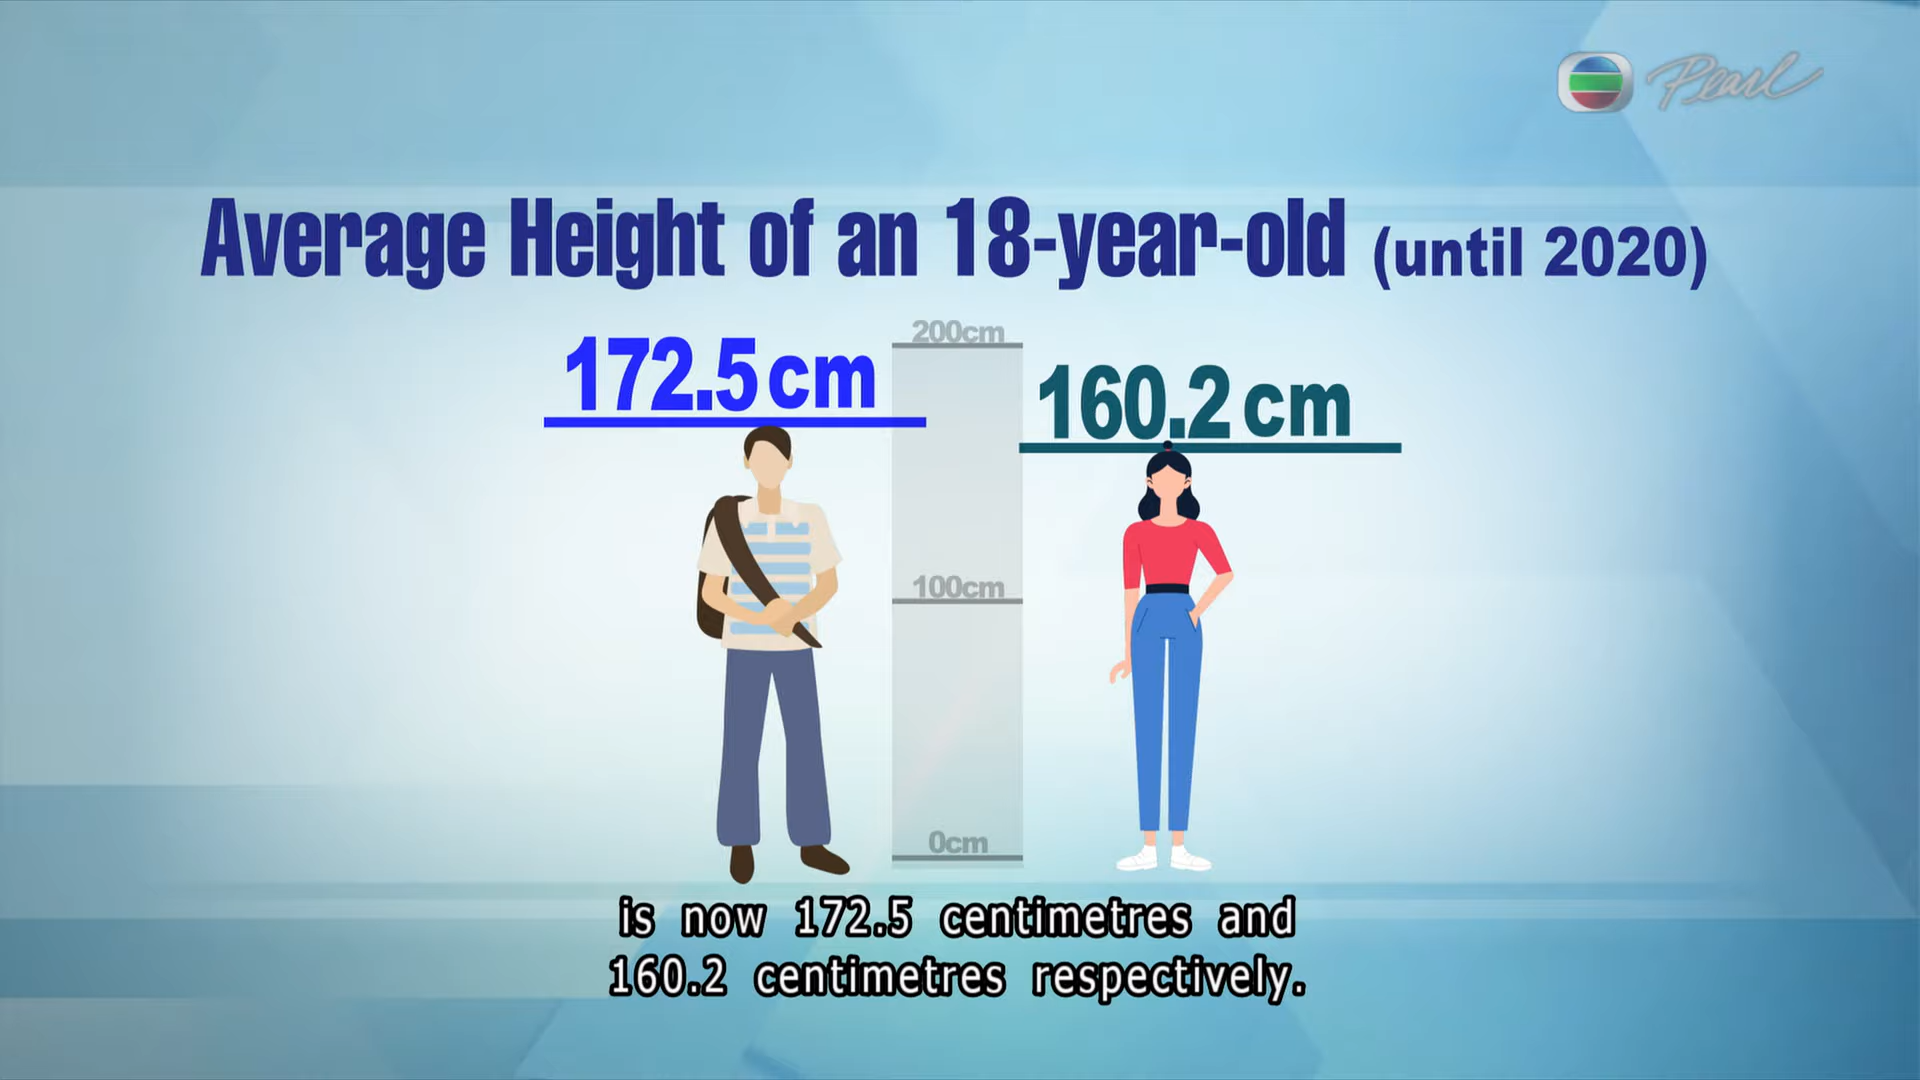 Pearl
Average Height of an 18-year-old (until 2020)
200cm
172.5cm
160.2cm
100cm
0cm
is now 172.5 centimetres and
160.2 centimetres respectively.